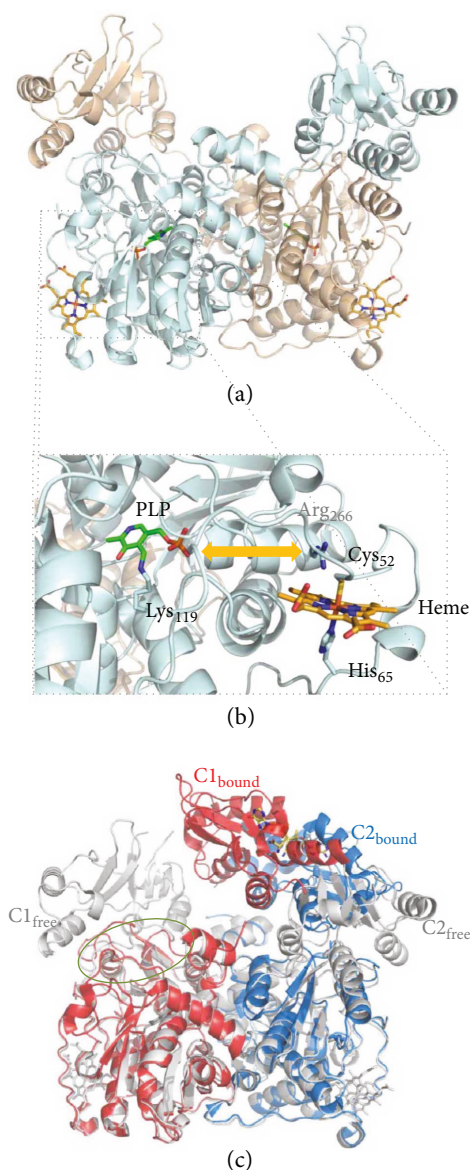 (a)
PLP
Arg266
Cys52
Lys119
Heme
His65
(b)
C1bound
C2bound
C1free
C2free
(c)